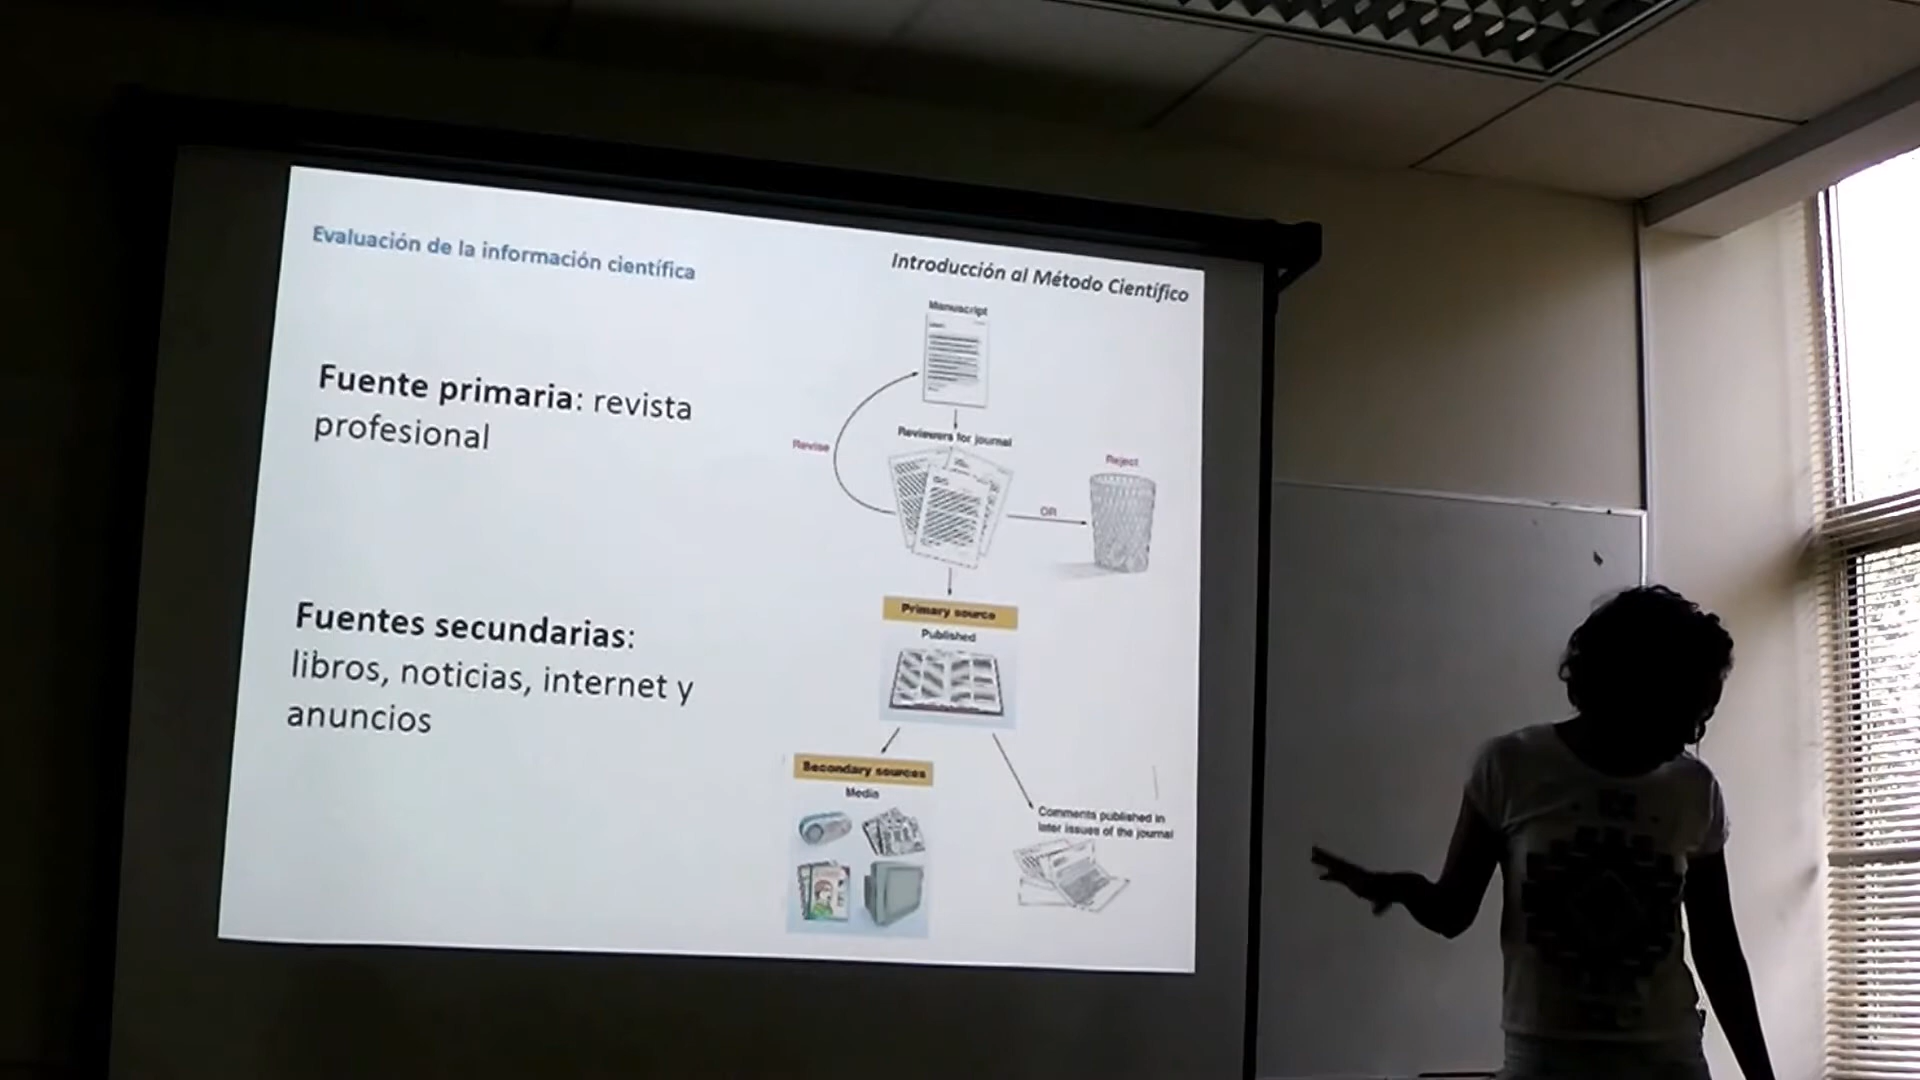 Evaluación de la información científica
Introducción al Método Científico
Fuente primaria: revista
profesional
Fuentes secundarias:
libros, noticias, internet y
anuncios
Manuscript
Reviewers for journal
Revise
Reject
OR
Primary source
Published
Secondary sources
Media
Comments published in
later issues of the journal